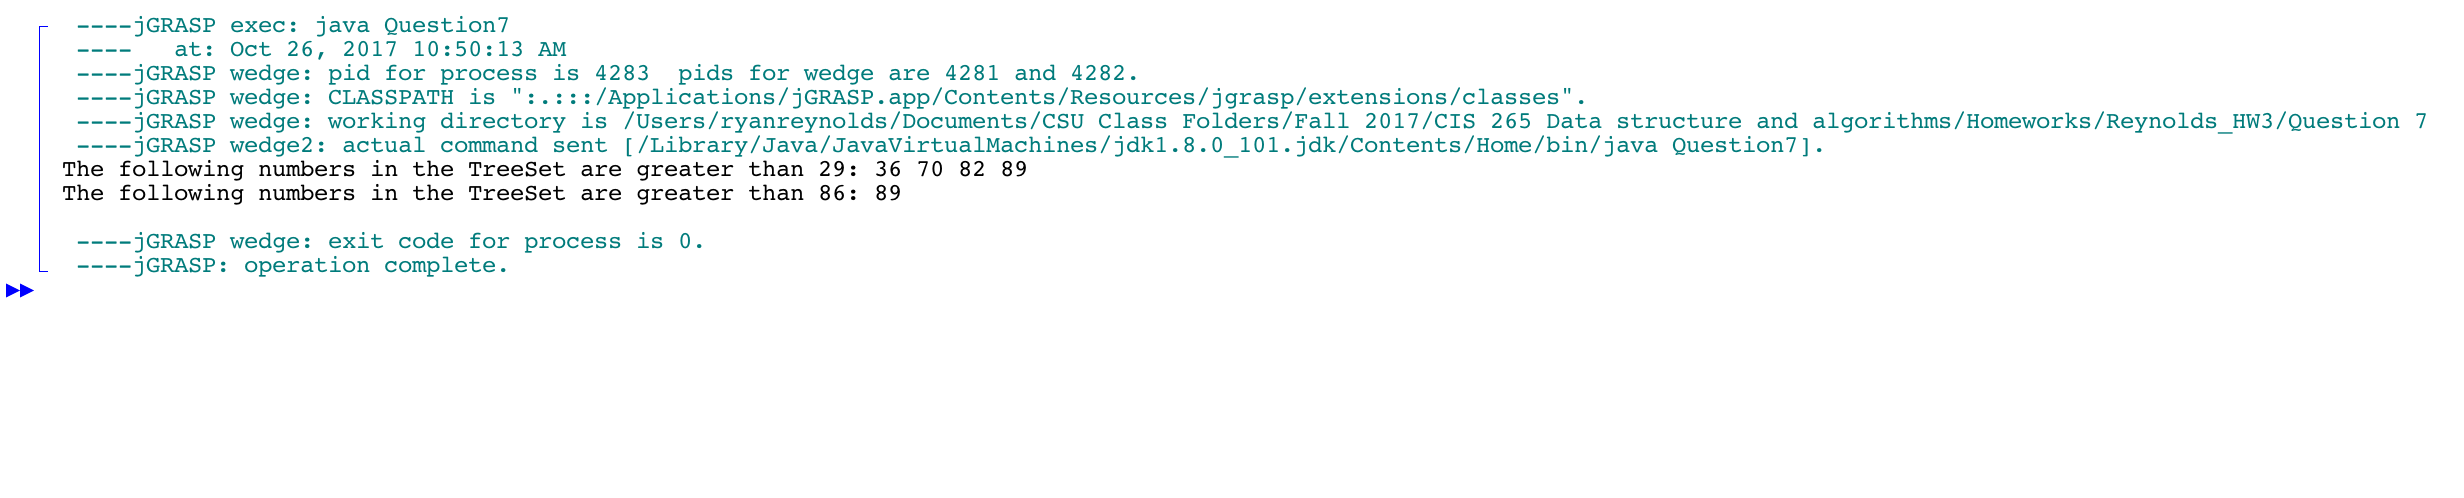 ----jGRASP exec: java Question7
----   at: Oct 26, 2017 10:50:13 AM
----jGRASP wedge: pid for process is 4283  pids for wedge are 4281 and 4282.
----jGRASP wedge: CLASSPATH is ":.:::/Applications/jGRASP.app/Contents/Resources/jgrasp/extensions/classes".
----jGRASP wedge: working directory is /Users/ryanreynolds/Documents/CSU Class Folders/Fall 2017/CIS 265 Data structure and algorithms/Homeworks/Reynolds_HW3/Question 7
----jGRASP wedge2: actual command sent [/Library/Java/JavaVirtualMachines/jdk1.8.0_101.jdk/Contents/Home/bin/java Question7].
The following numbers in the TreeSet are greater than 29: 36 70 82 89
The following numbers in the TreeSet are greater than 86: 89
----jGRASP wedge: exit code for process is 0.
----jGRASP: operation complete.